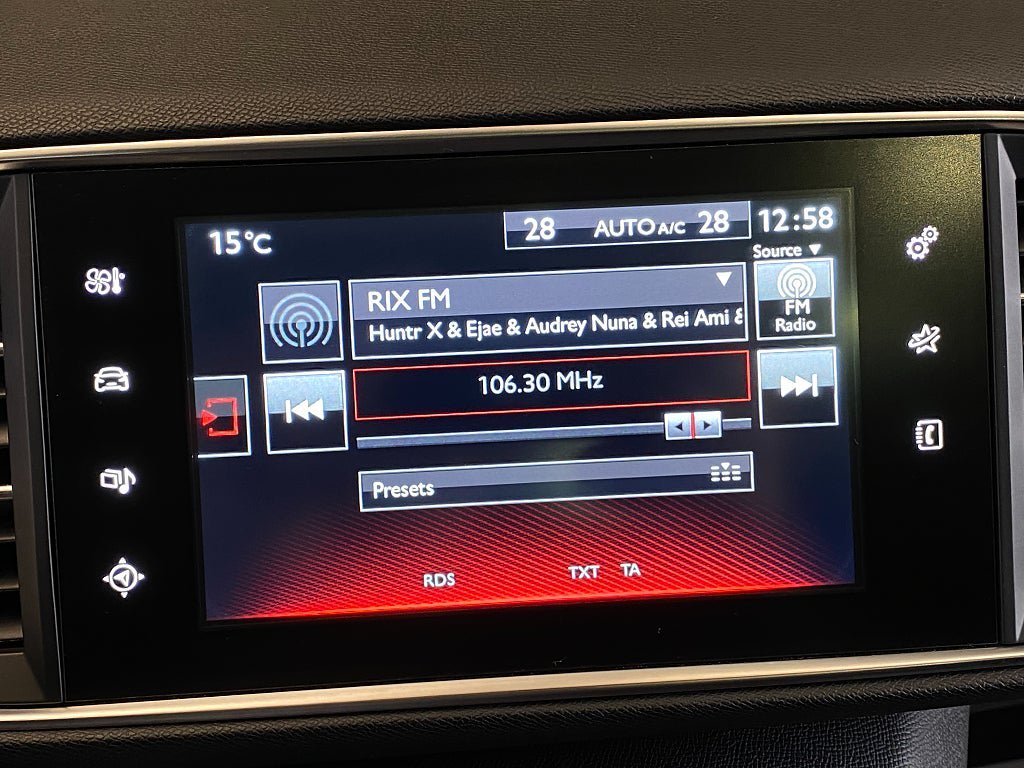 15°C
28 AUTO A/C 28
12:58
Source
RIX FM
Huntr X & Ejae & Audrey Nuna & Rei Ami &
FM
Radio
106.30 MHz
Presets
RDS TXT TA